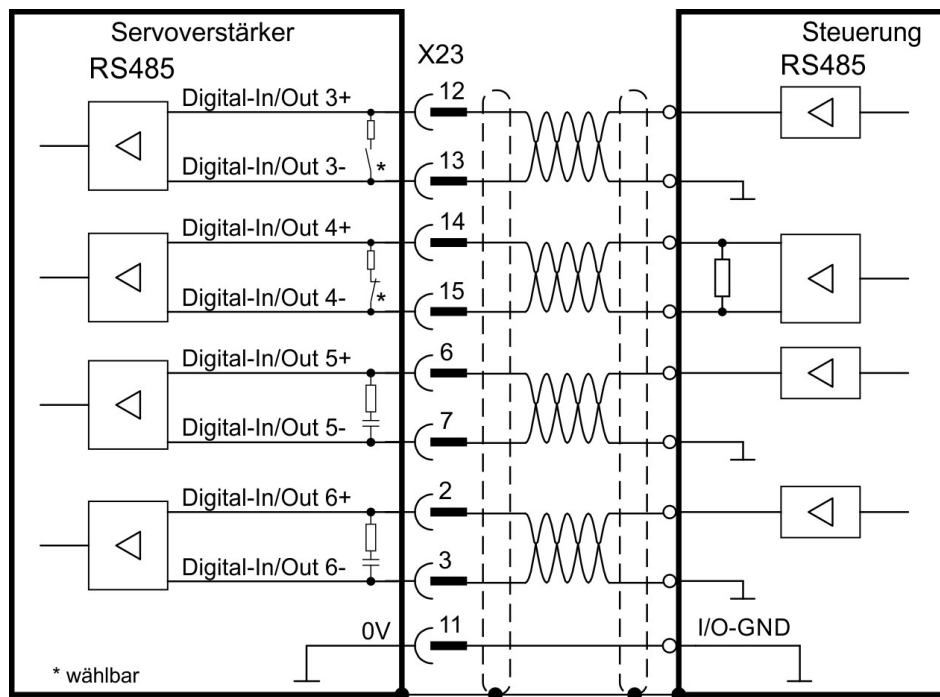 Servoverstärker
RS485
X23
Steuerung
RS485
Digital-In/Out 3+
12
Digital-In/Out 3-
*
13
Digital-In/Out 4+
14
Digital-In/Out 4-
*
15
Digital-In/Out 5+
6
Digital-In/Out 5-
7
Digital-In/Out 6+
2
Digital-In/Out 6-
3
0V
11
I/O-GND
* wählbar